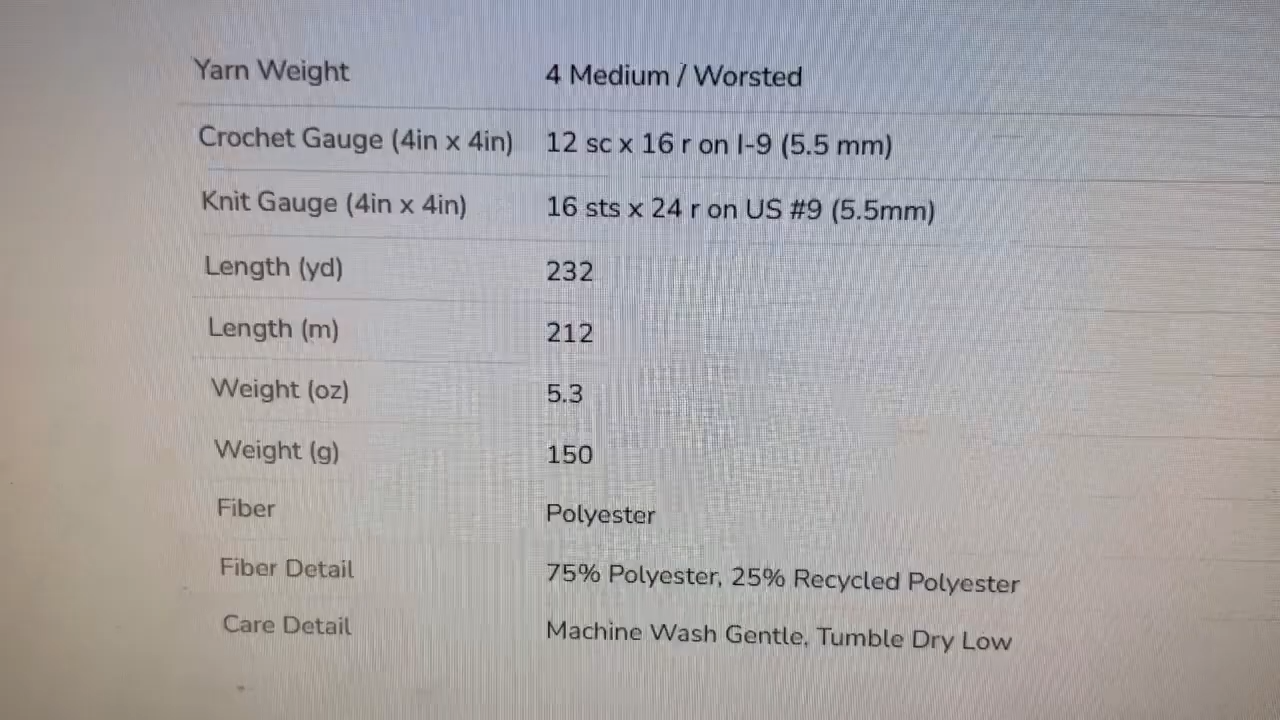 Yarn Weight 4 Medium / Worsted
Crochet Gauge (4in x 4in) 12 sc x 16 r on I-9 (5.5 mm)
Knit Gauge (4in x 4in) 16 sts x 24 r on US #9 (5.5mm)
Length (yd) 232
Length (m) 212
Weight (oz) 5.3
Weight (g) 150
Fiber Polyester
Fiber Detail 75% Polyester, 25% Recycled Polyester
Care Detail Machine Wash Gentle, Tumble Dry Low